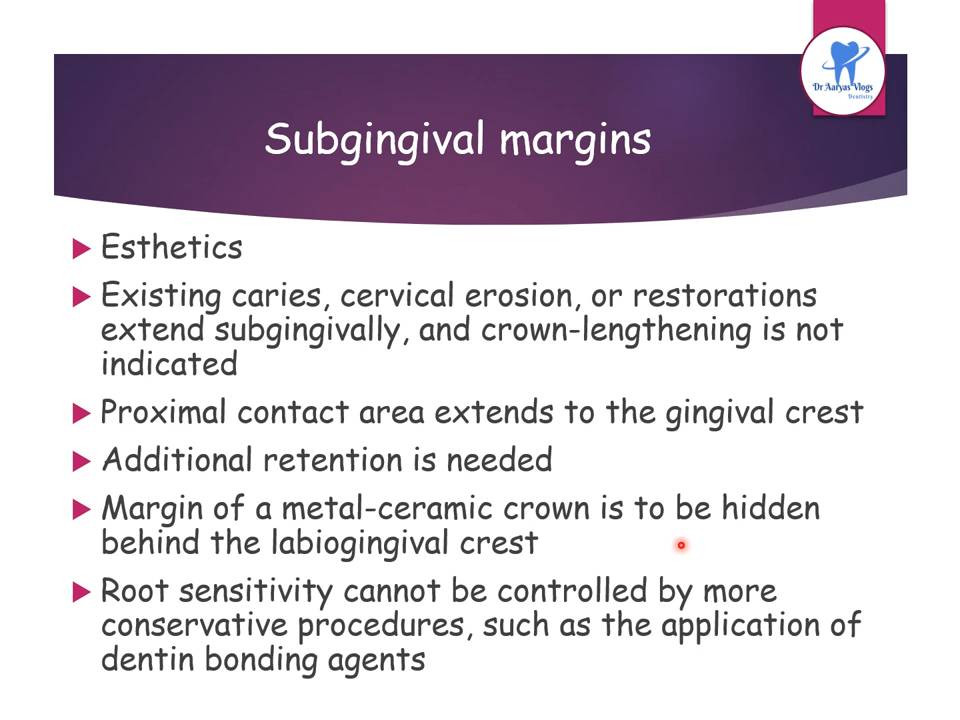 Dr Aaryas Vlogs
Dentistry
Subgingival margins
Esthetics
Existing caries, cervical erosion, or restorations
extend subgingivally, and crown-lengthening is not
indicated
Proximal contact area extends to the gingival crest
Additional retention is needed
Margin of a metal-ceramic crown is to be hidden
behind the labiogingival crest
Root sensitivity cannot be controlled by more
conservative procedures, such as the application of
dentin bonding agents